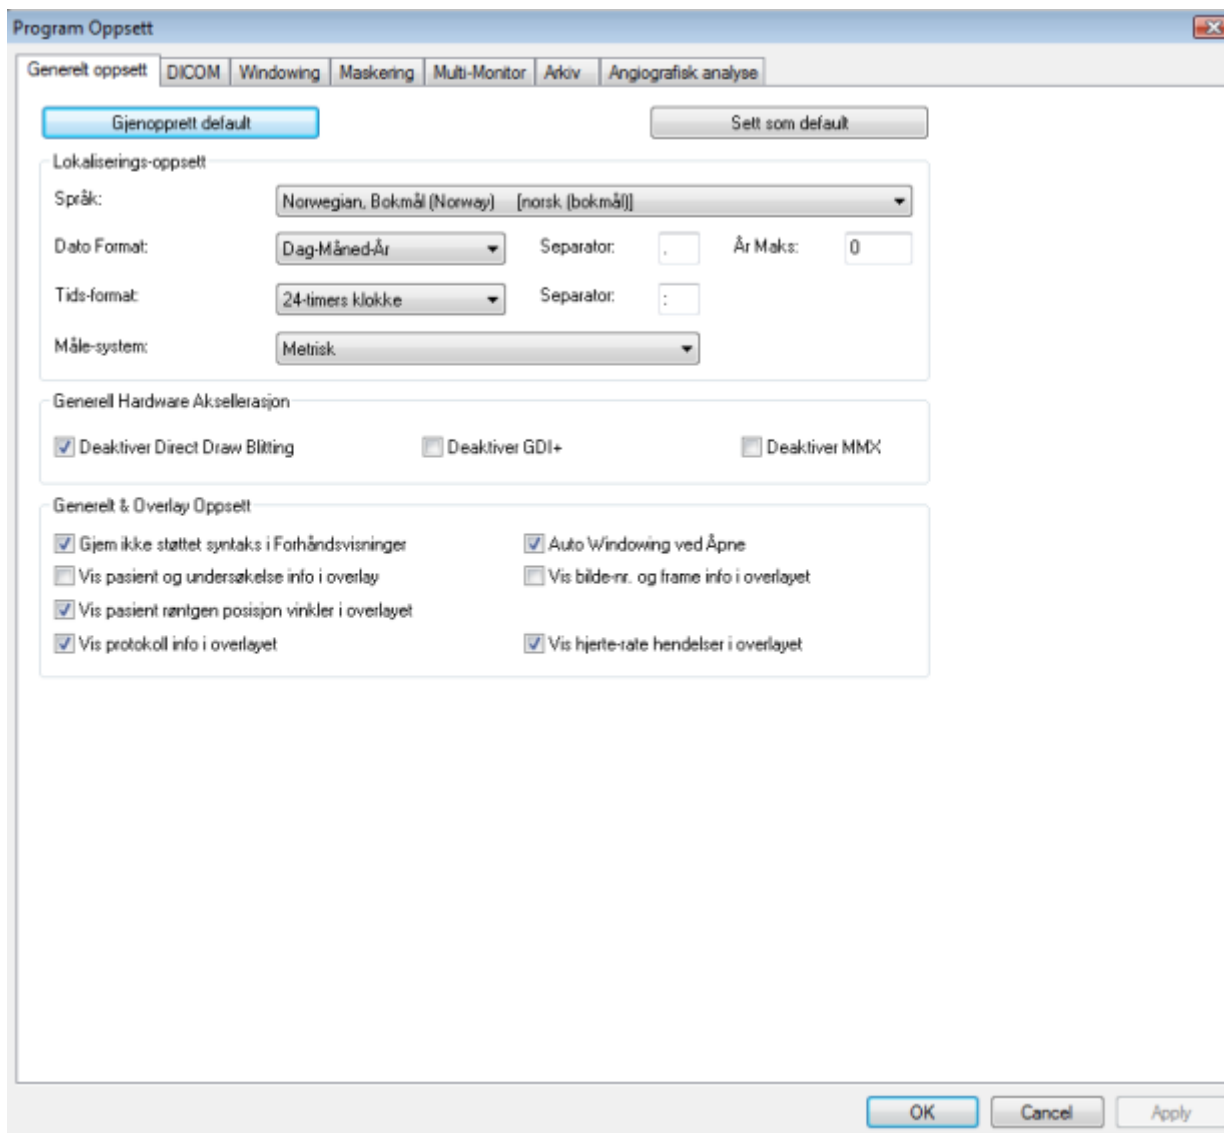 Program Oppsett
Generelt oppsett DICOM Windowing Maskering Multi-Monitor Arkiv Angiografisk analyse
Gjenopprett default Sett som default
Lokaliserings-oppsett
Språk: Norwegian, Bokmål (Norway) [norsk (bokmål)]
Dato Format: Dag-Måned-År Separator: . År Maks: 0
Tids-format: 24-timers klokke Separator: :
Måle-system: Metrisk
Generell Hardware Aksellerasjon
Deaktiver Direct Draw Blitting Deaktiver GDI+ Deaktiver MMX
Generelt & Overlay Oppsett
Gjem ikke støttet syntaks i Forhåndsvisninger Auto Windowing ved Åpne
Vis pasient og undersøkelse info i overlay Vis bilde-nr. og frame info i overlayet
Vis pasient røntgen posisjon vinkler i overlayet
Vis protokoll info i overlayet Vis hjerte-rate hendelser i overlayet
OK Cancel Apply